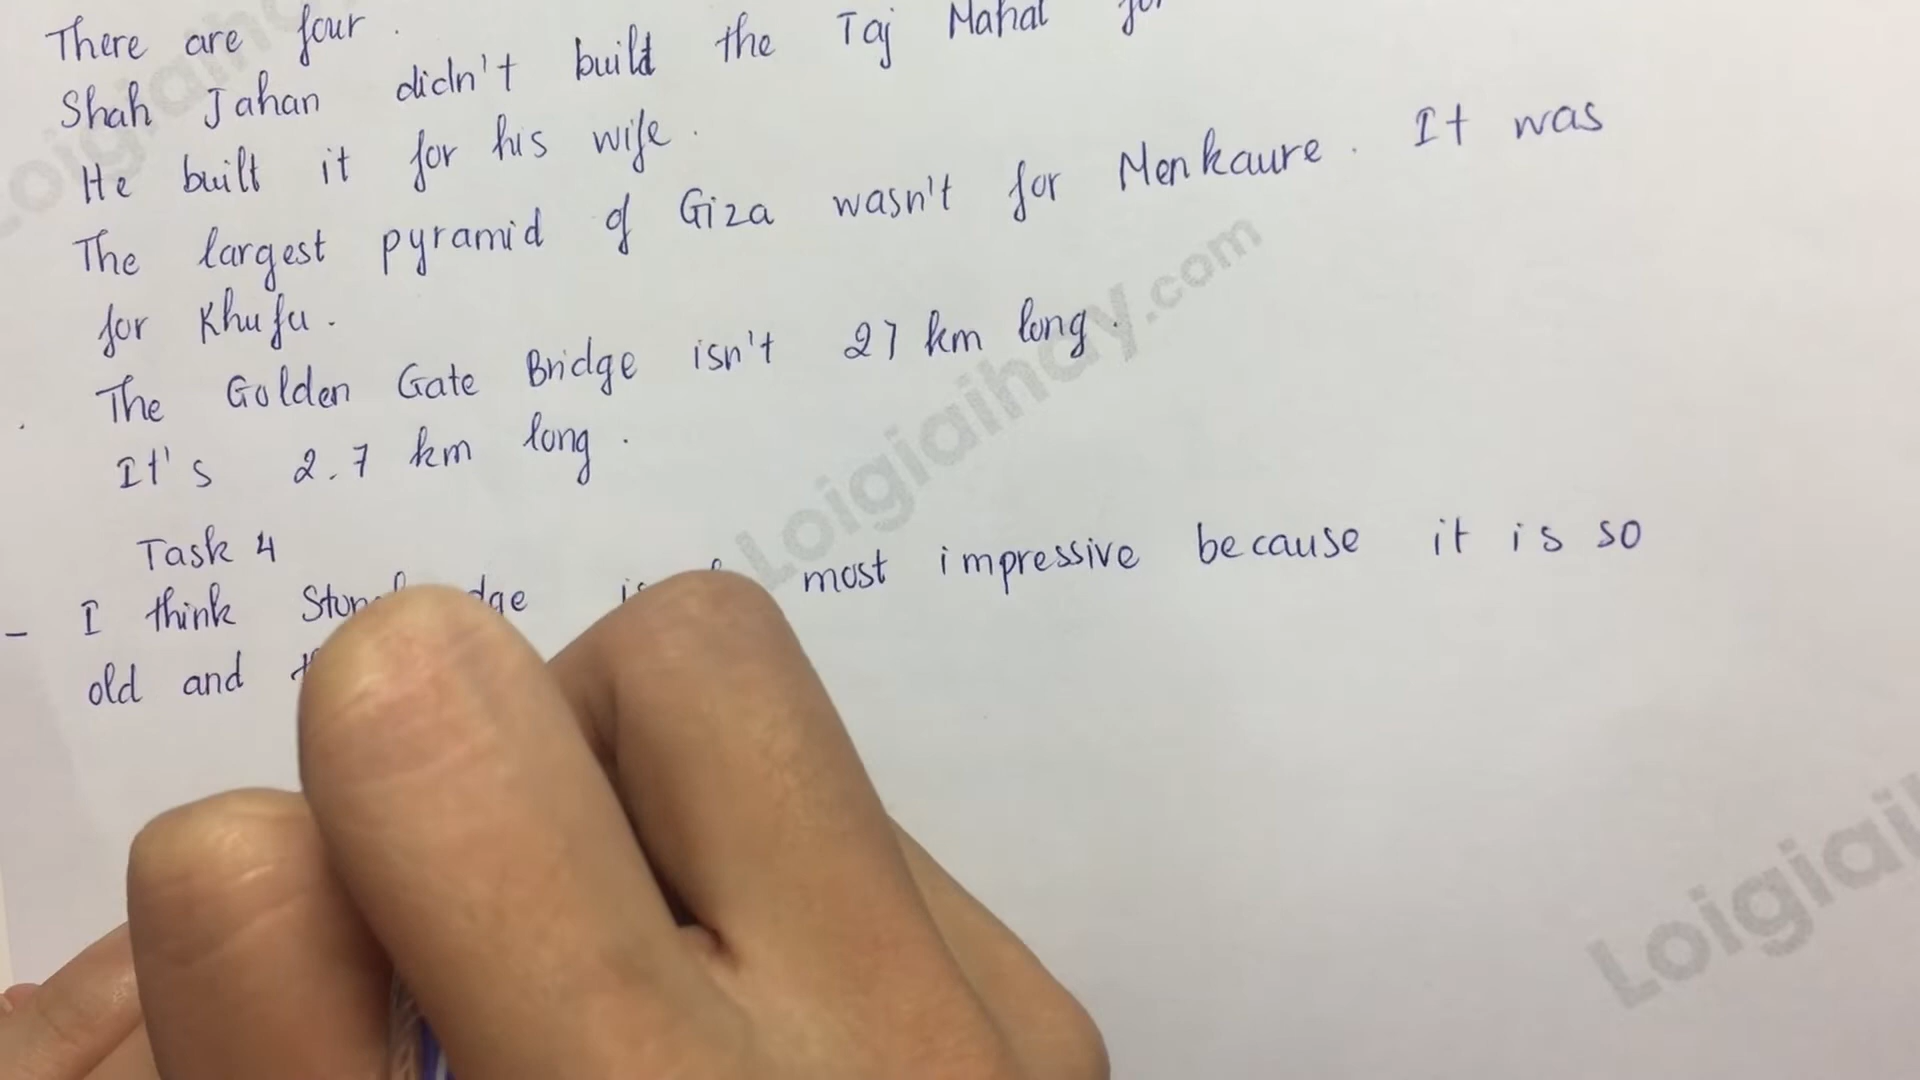 There are four.
Shah Jahan didn't build the Taj Mahal for
He built it for his wife.
The largest pyramid of Giza wasn't for Menkaure. It was
for Khufu.
The Golden Gate Bridge isn't 27 km long.
It's 2.7 km long.
Task 4
- I think is most impressive because it is so
old and
Loigiaihay.com